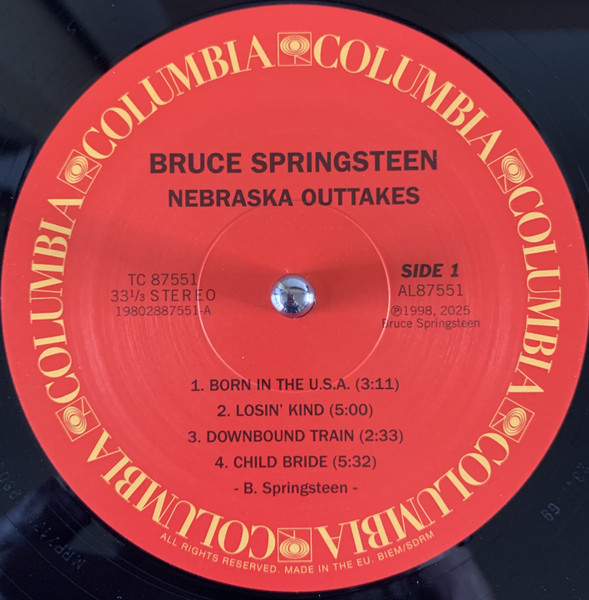 COLUMBIA COLUMBIA COLUMBIA COLUMBIA COLUMBIA COLUMBIA COLUMBIA COLUMBIA
BRUCE SPRINGSTEEN
NEBRASKA OUTTAKES
TC 87551
33⅓ STEREO
19802887551-A
SIDE 1
AL87551
℗1998, 2025
Bruce Springsteen
1. BORN IN THE U.S.A. (3:11)
2. LOSIN' KIND (5:00)
3. DOWNBOUND TRAIN (2:33)
4. CHILD BRIDE (5:32)
- B. Springsteen -
ALL RIGHTS RESERVED. MADE IN THE EU. BIEM/SDRM